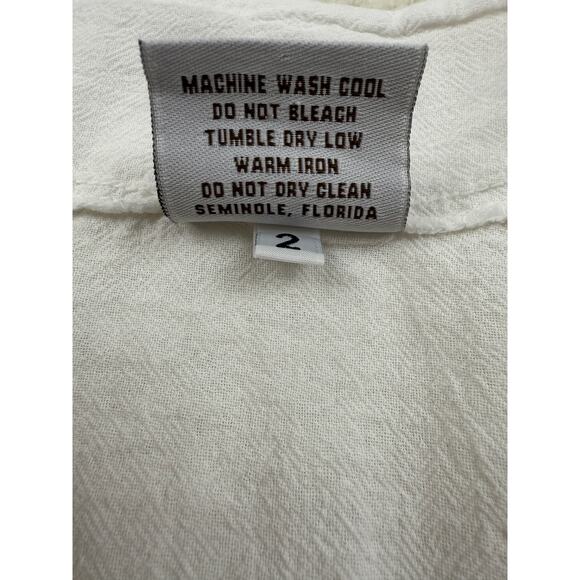 MACHINE WASH COOL
DO NOT BLEACH
TUMBLE DRY LOW
WARM IRON
DO NOT DRY CLEAN
SEMINOLE, FLORIDA
2